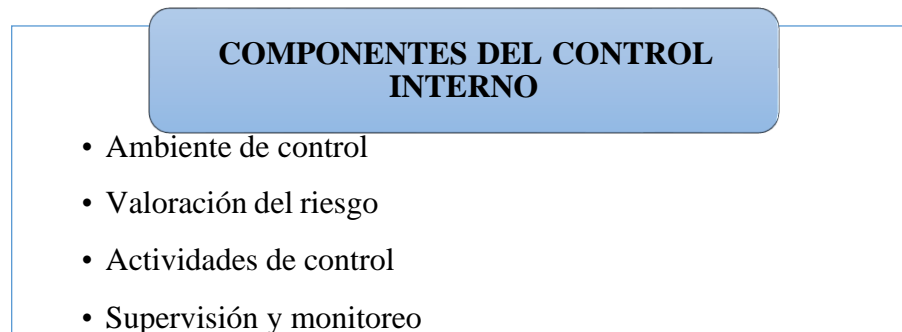 COMPONENTES DEL CONTROL
INTERNO
• Ambiente de control
• Valoración del riesgo
• Actividades de control
• Supervisión y monitoreo